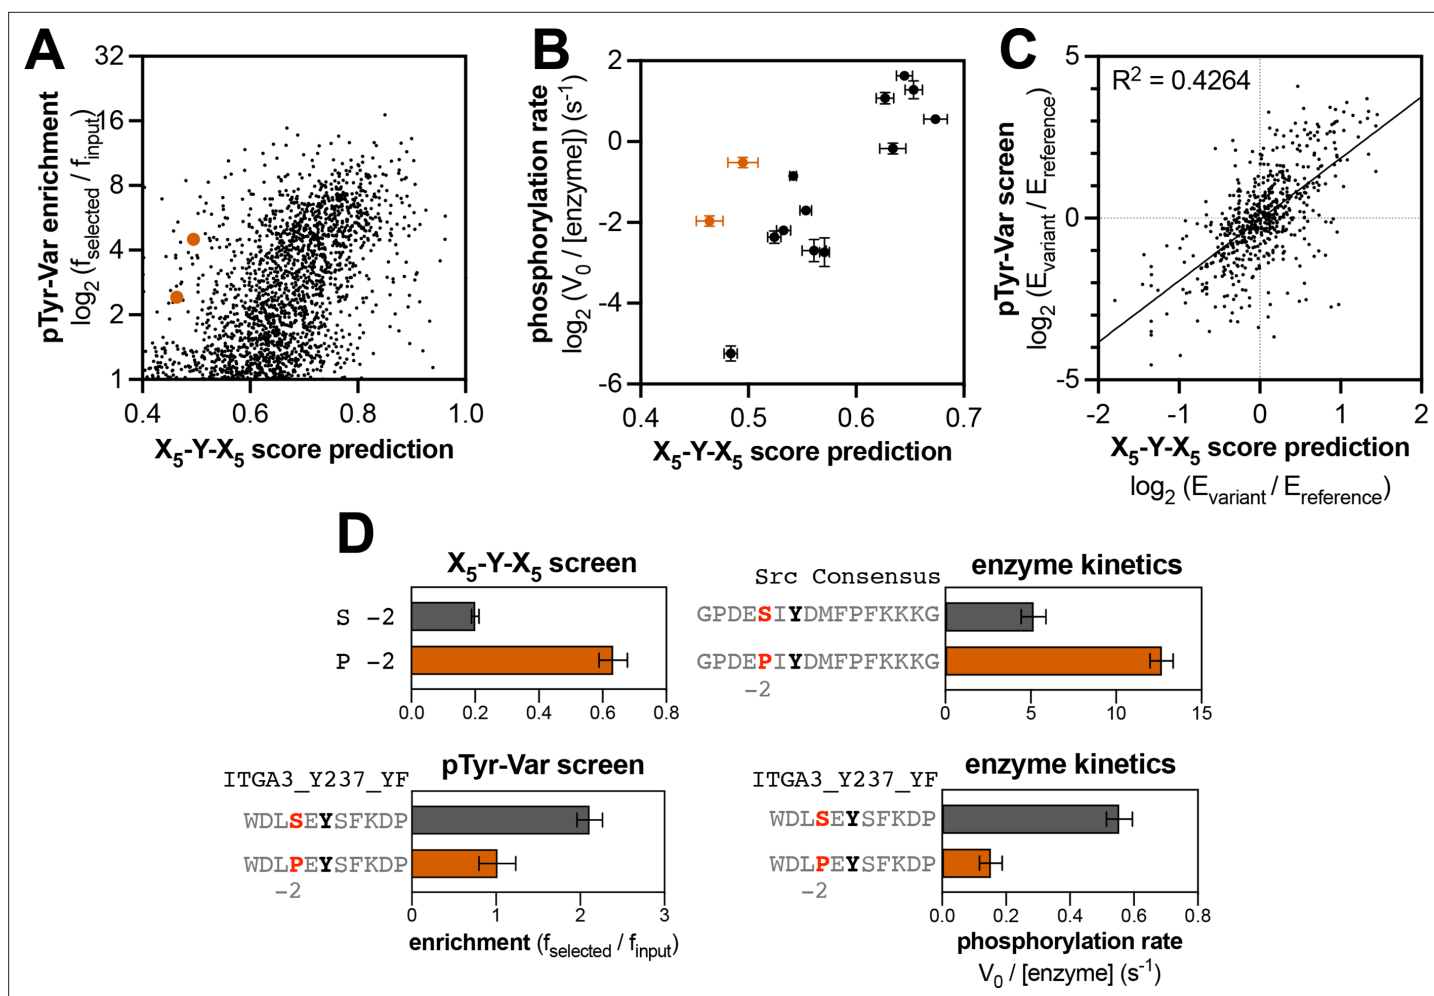 A
pTyr-Var enrichment
log2 (fselected / finput)
32
16
8
4
2
1
0.4
0.6
0.8
1.0
X5-Y-X5 score prediction
B
phosphorylation rate
log2 (V0 / [enzyme]) (s-1)
2
0
-2
-4
-6
0.4
0.5
0.6
0.7
X5-Y-X5 score prediction
C
pTyr-Var screen
log2 (Evariant / Ereference)
R2 = 0.4264
5
0
-5
-2
-1
0
1
2
X5-Y-X5 score prediction
log2 (Evariant / Ereference)
D
X5-Y-X5 screen
S -2
P -2
0.0
0.2
0.4
0.6
0.8
enzyme kinetics
Src Consensus
GPDESIYDMFPFKKKG
GPDEPIYDMFPFKKKG
-2
0
5
10
15
pTyr-Var screen
ITGA3_Y237_YF
WDLSEYSFKDP
WDLPEYSFKDP
-2
0
1
2
3
enrichment (fselected / finput)
enzyme kinetics
ITGA3_Y237_YF
WDLSEYSFKDP
WDLPEYSFKDP
-2
0.0
0.2
0.4
0.6
0.8
phosphorylation rate
V0 / [enzyme] (s-1)